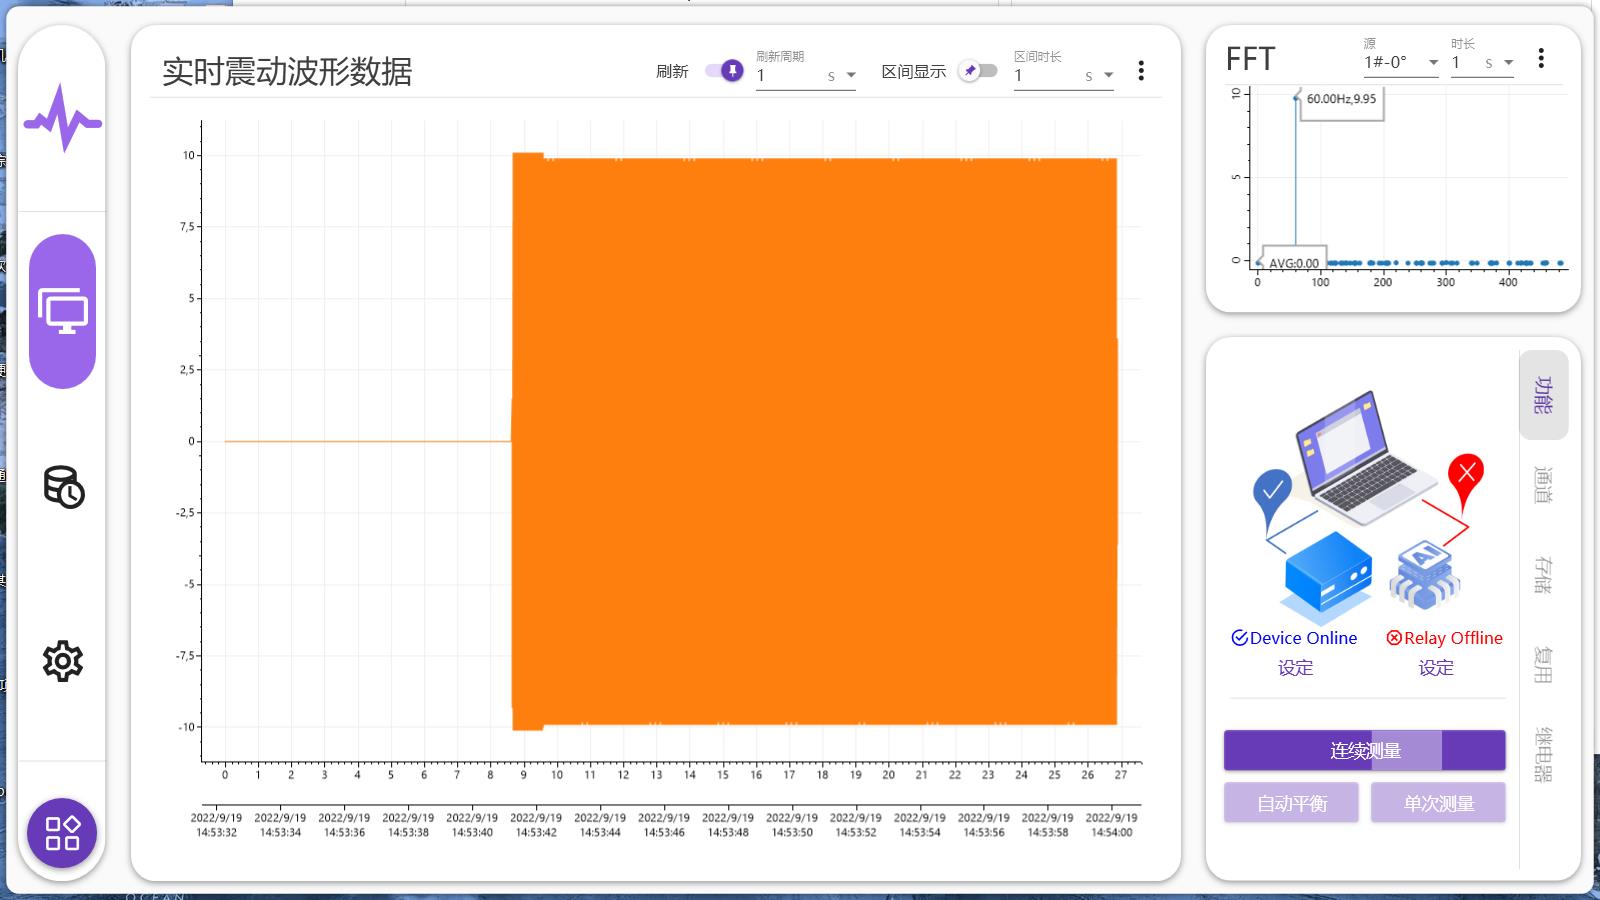 实时震动波形数据
刷新
刷新周期
1 s
区间显示
区间时长
1 s
10
7,5
5
2,5
0
-2,5
-5
-7,5
-10
0 1 2 3 4 5 6 7 8 9 10 11 12 13 14 15 16 17 18 19 20 21 22 23 24 25 26 27
2022/9/19 2022/9/19 2022/9/19 2022/9/19 2022/9/19 2022/9/19 2022/9/19 2022/9/19 2022/9/19 2022/9/19 2022/9/19 2022/9/19 2022/9/19 2022/9/19 2022/9/19
14:53:32 14:53:34 14:53:36 14:53:38 14:53:40 14:53:42 14:53:44 14:53:46 14:53:48 14:53:50 14:53:52 14:53:54 14:53:56 14:53:58 14:54:00
FFT
源
1#-0°
时长
1 s
10
5
0
60.00Hz,9.95
AVG:0.00
0 100 200 300 400
AI
Device Online
Relay Offline
设定
设定
连续测量
自动平衡
单次测量
功能
通道
存储
复用
继电器
OCEAN